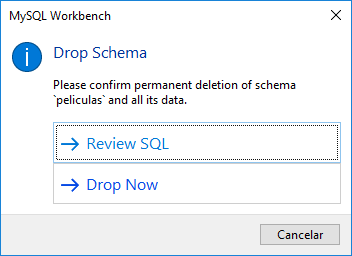 MySQL Workbench
Drop Schema
Please confirm permanent deletion of schema
`peliculas` and all its data.
Review SQL
Drop Now
Cancelar